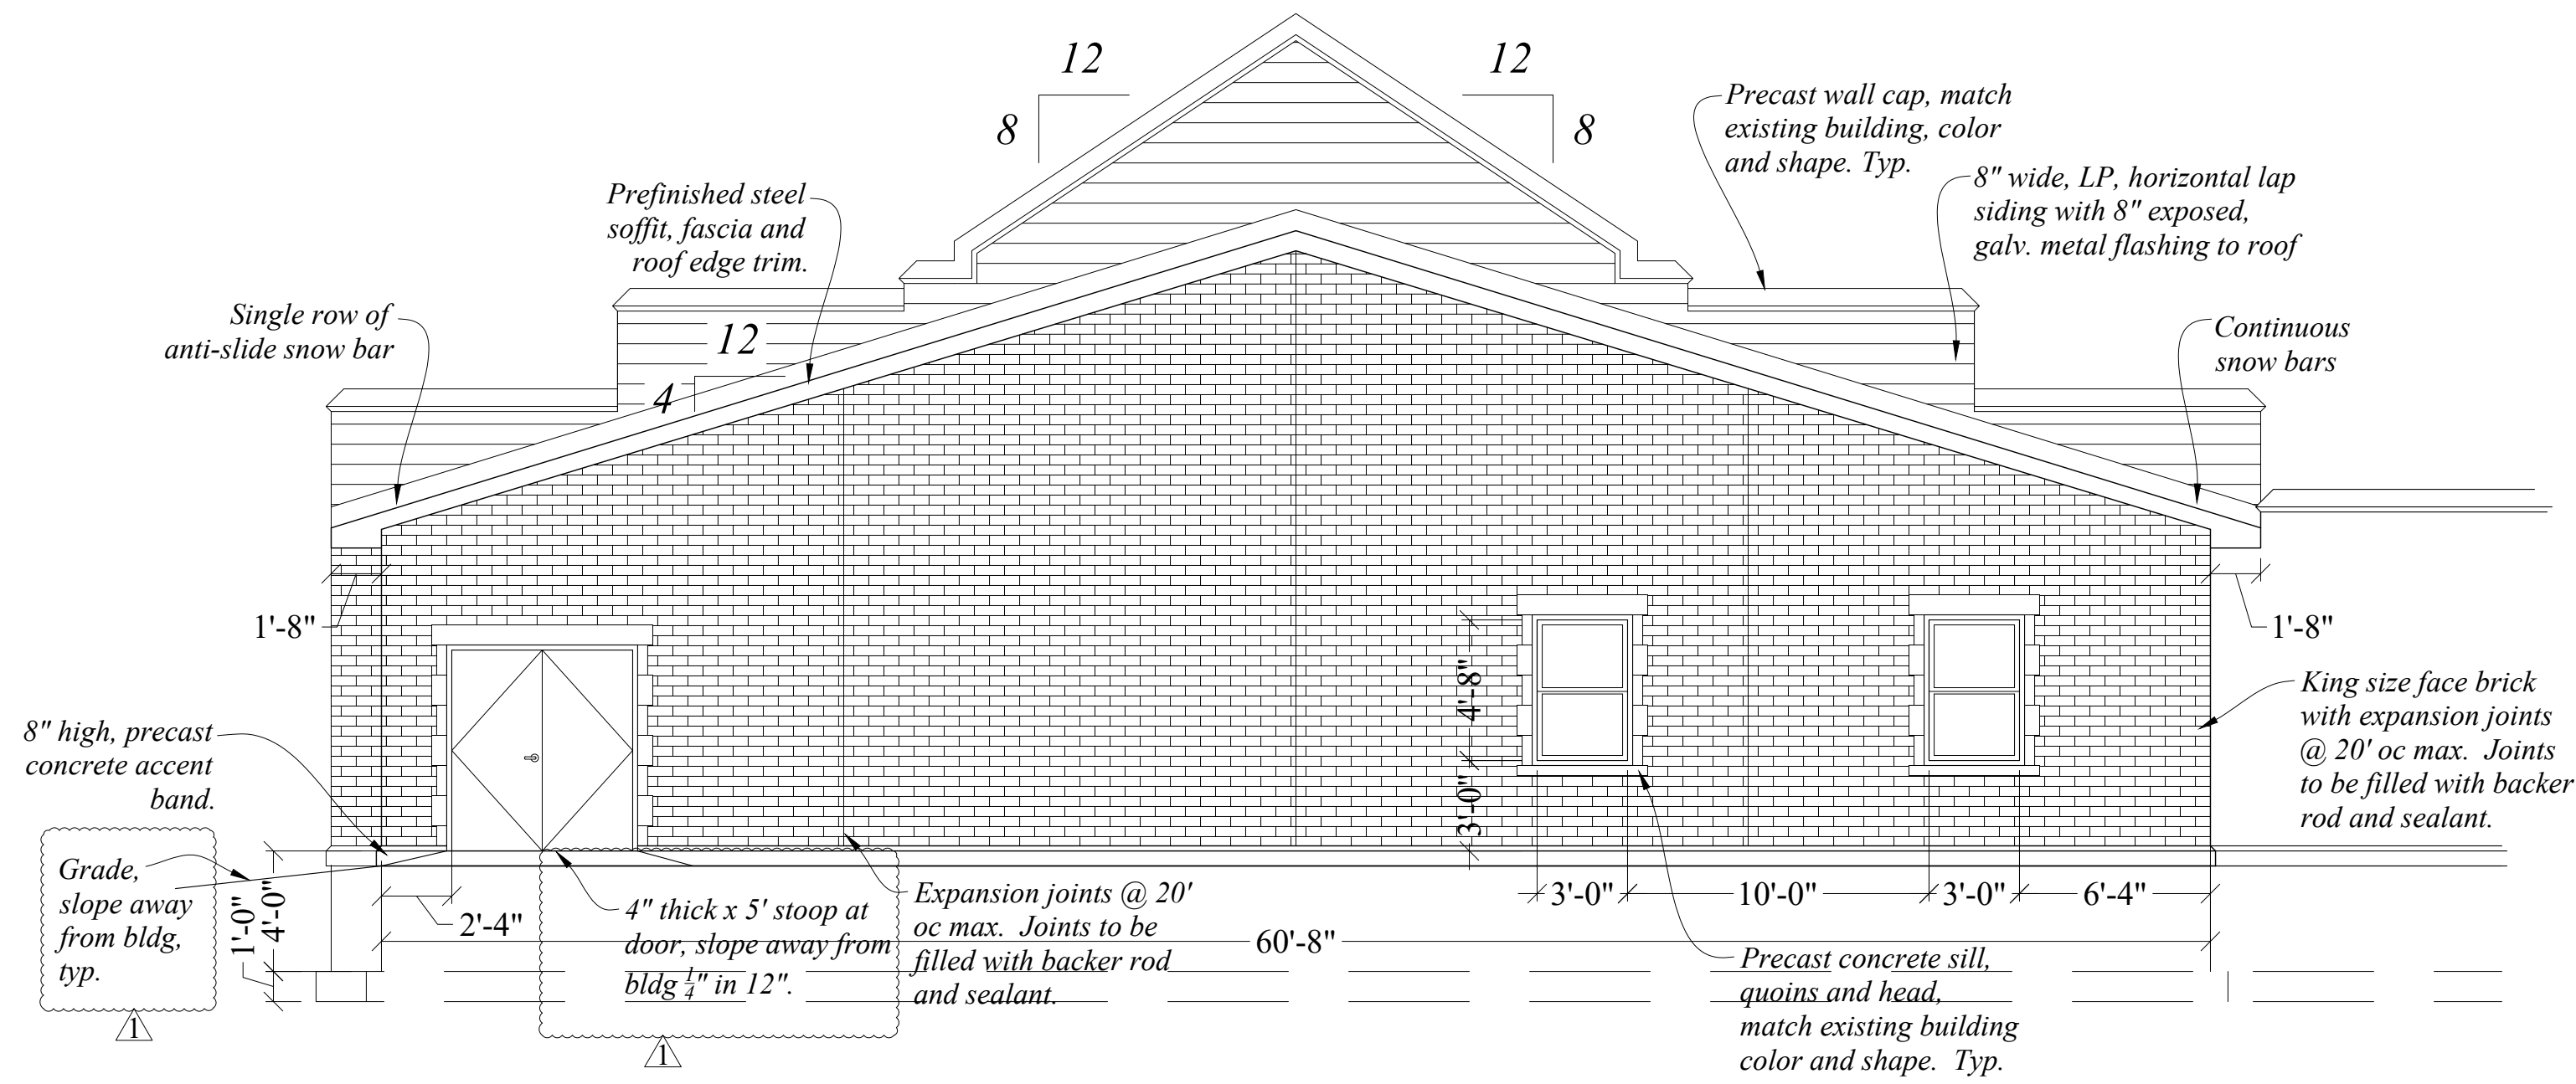 12
12
8
8
Precast wall cap, match
existing building, color
and shape. Typ.
8" wide, LP, horizontal lap
siding with 8" exposed,
galv. metal flashing to roof
Prefinished steel
soffit, fascia and
roof edge trim.
Single row of
anti-slide snow bar
12
4
Continuous
snow bars
1'-8"
1'-8"
4'-8"
3'-0"
King size face brick
with expansion joints
@ 20' oc max. Joints
to be filled with backer
rod and sealant.
8" high, precast
concrete accent
band.
Grade,
slope away
from bldg,
typ.
1
1'-0"
4'-0"
2'-4"
4" thick x 5' stoop at
door, slope away from
bldg 1/4" in 12".
1
Expansion joints @ 20'
oc max. Joints to be
filled with backer rod
and sealant.
3'-0"
10'-0"
3'-0"
6'-4"
60'-8"
Precast concrete sill,
quoins and head,
match existing building
color and shape. Typ.